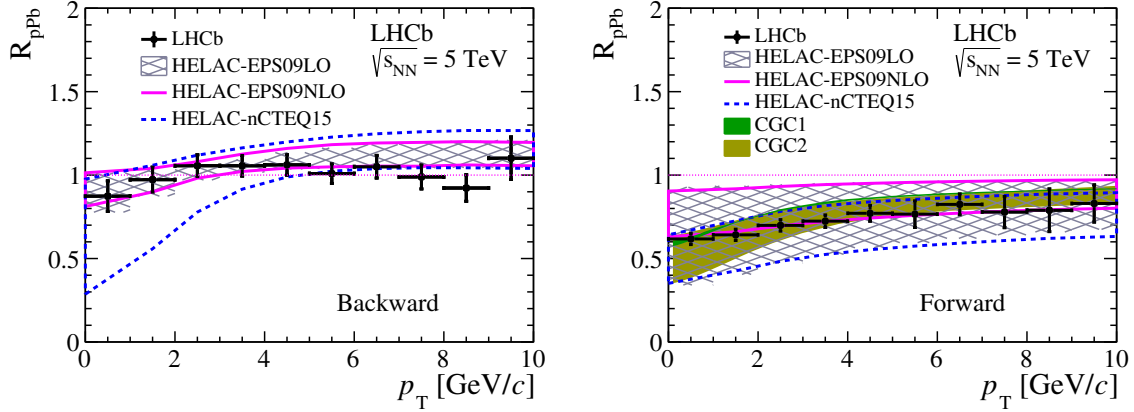 R_pPb
LHCb
HELAC-EPS09LO
HELAC-EPS09NLO
HELAC-nCTEQ15
LHCb
√s_NN = 5 TeV
2
1.5
1
0.5
0
Backward
0 2 4 6 8 10
p_T [GeV/c]
R_pPb
LHCb
HELAC-EPS09LO
HELAC-EPS09NLO
HELAC-nCTEQ15
CGC1
CGC2
LHCb
√s_NN = 5 TeV
2
1.5
1
0.5
0
Forward
0 2 4 6 8 10
p_T [GeV/c]